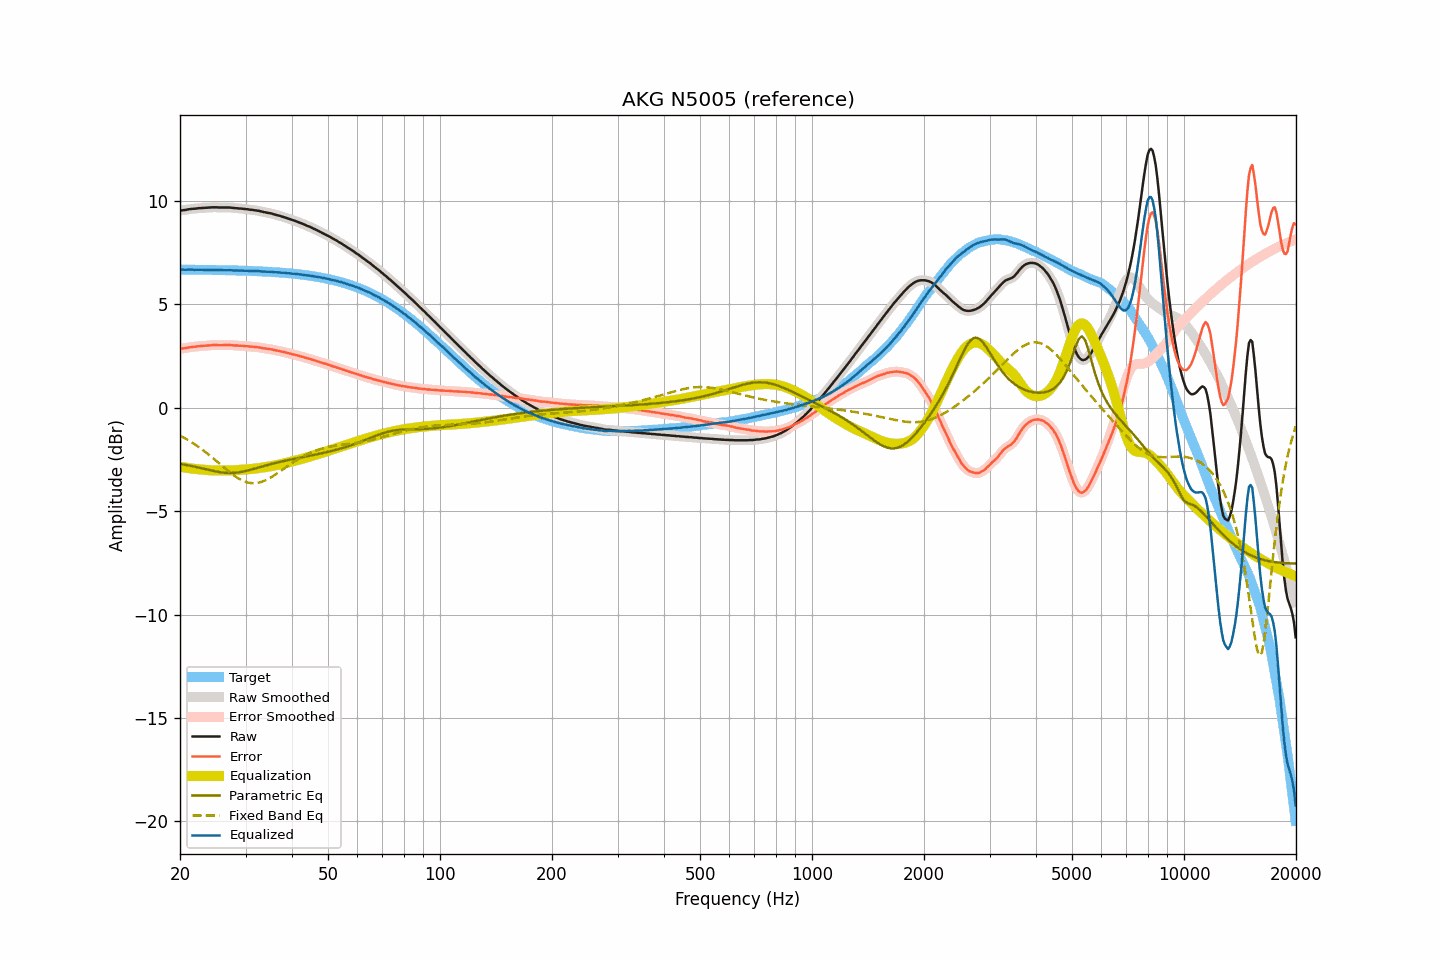 AKG N5005 (reference)
Amplitude (dBr)
10
5
0
−5
−10
−15
−20
Target
Raw Smoothed
Error Smoothed
Raw
Error
Equalization
Parametric Eq
Fixed Band Eq
Equalized
20 50 100 200 500 1000 2000 5000 10000 20000
Frequency (Hz)